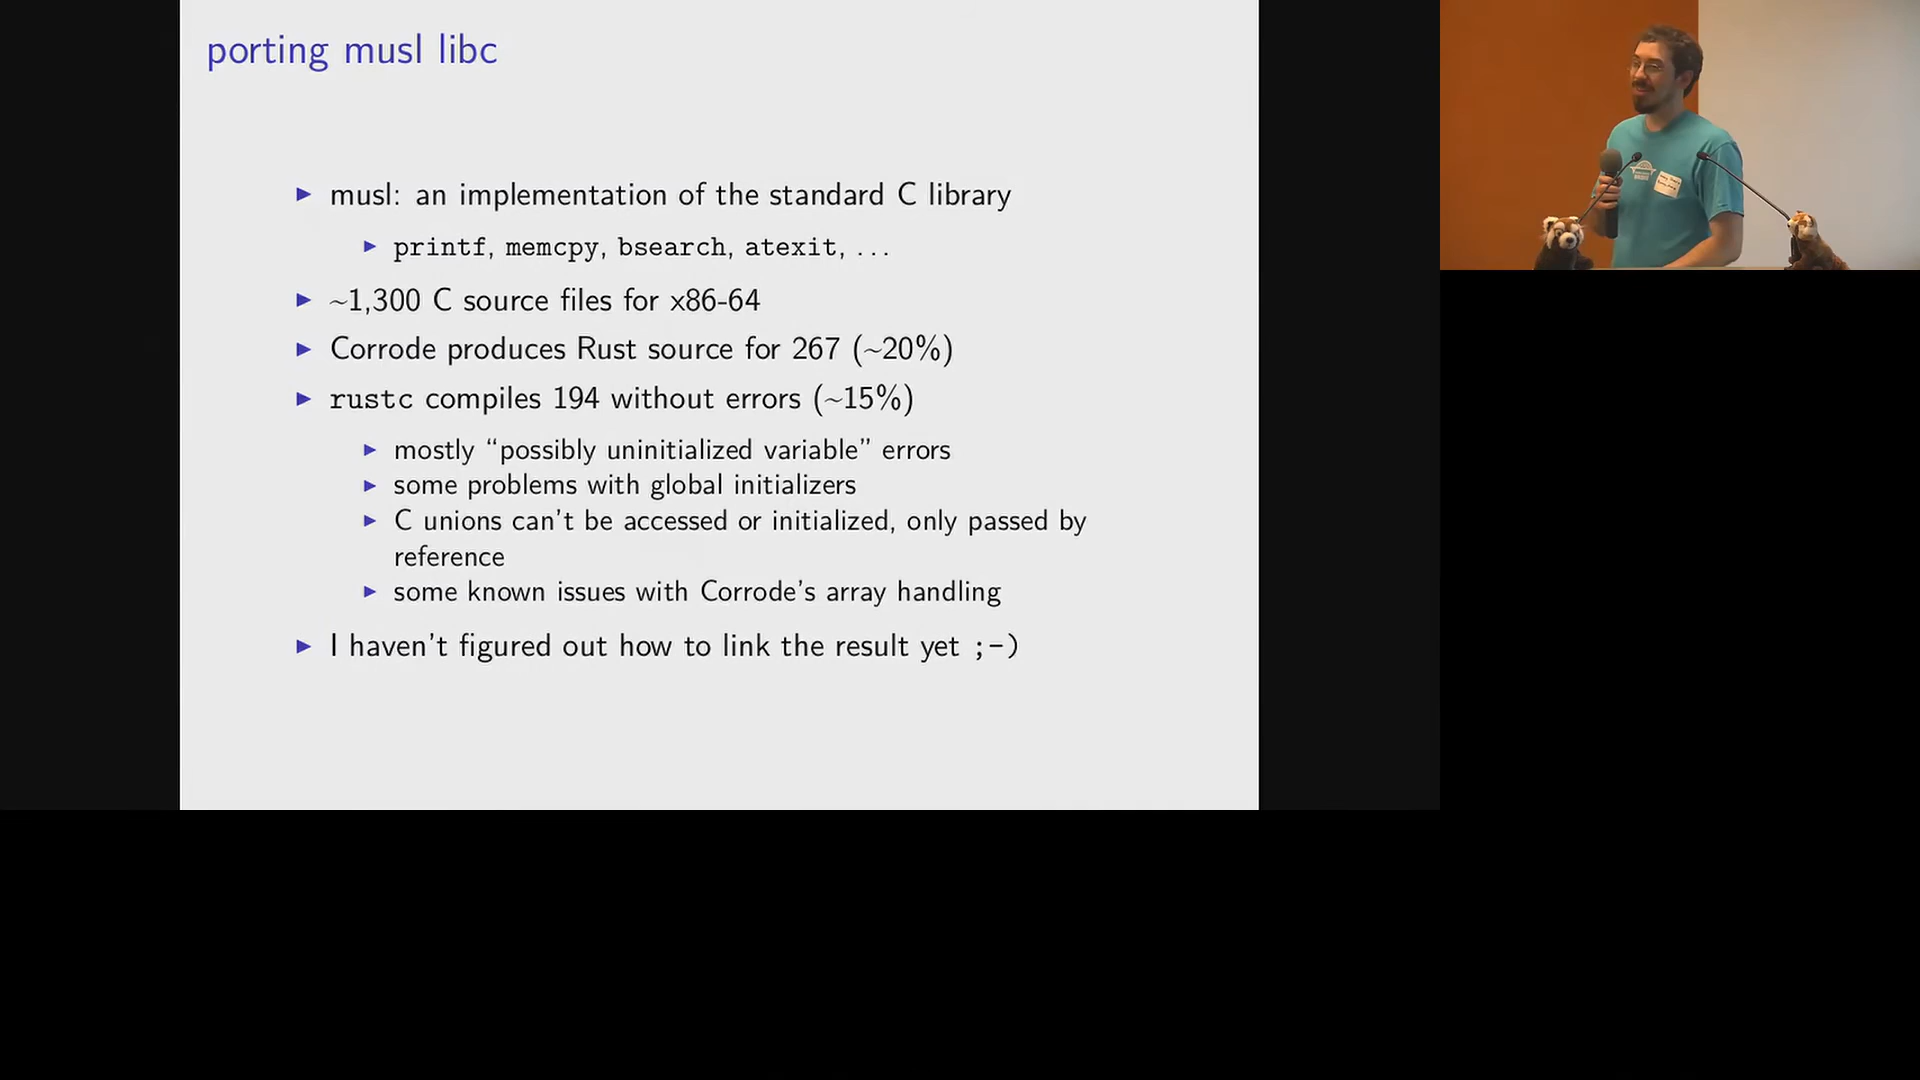 porting musl libc
musl: an implementation of the standard C library
printf, memcpy, bsearch, atexit, ...
~1,300 C source files for x86-64
Corrode produces Rust source for 267 (~20%)
rustc compiles 194 without errors (~15%)
mostly “possibly uninitialized variable” errors
some problems with global initializers
C unions can't be accessed or initialized, only passed by
reference
some known issues with Corrode's array handling
I haven't figured out how to link the result yet ;-)